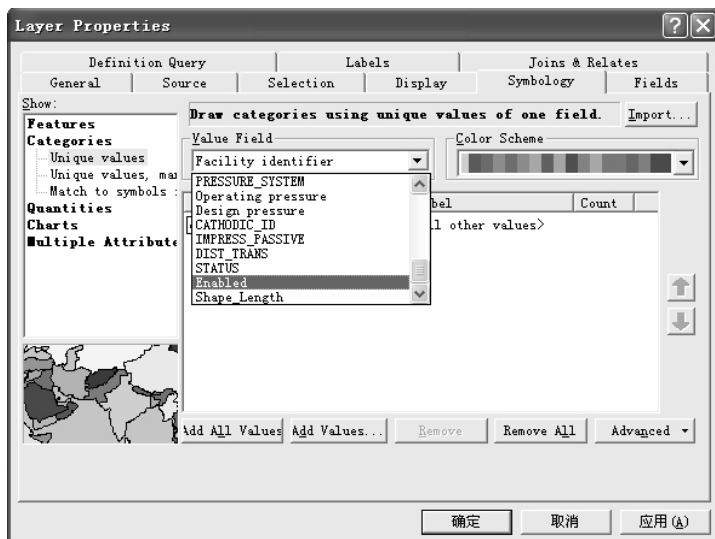 Layer Properties
Definition Query Labels Joins & Relates
General Source Selection Display Symbology Fields
Show:
Features
Categories
Unique values
Unique values, mar
Match to symbols :
Quantities
Charts
Multiple Attribute
Draw categories using unique values of one field.
Import...
Value Field
Facility identifier
Color Scheme
PRESSURE_SYSTEM
Operating pressure
Design pressure
CATHODIC_ID
IMPRESS_PASSIVE
DIST_TRANS
STATUS
Enabled
Shape_Length
bel Count
l other values>
Add All Values Add Values... Remove Remove All Advanced
确定 取消 应用(A)